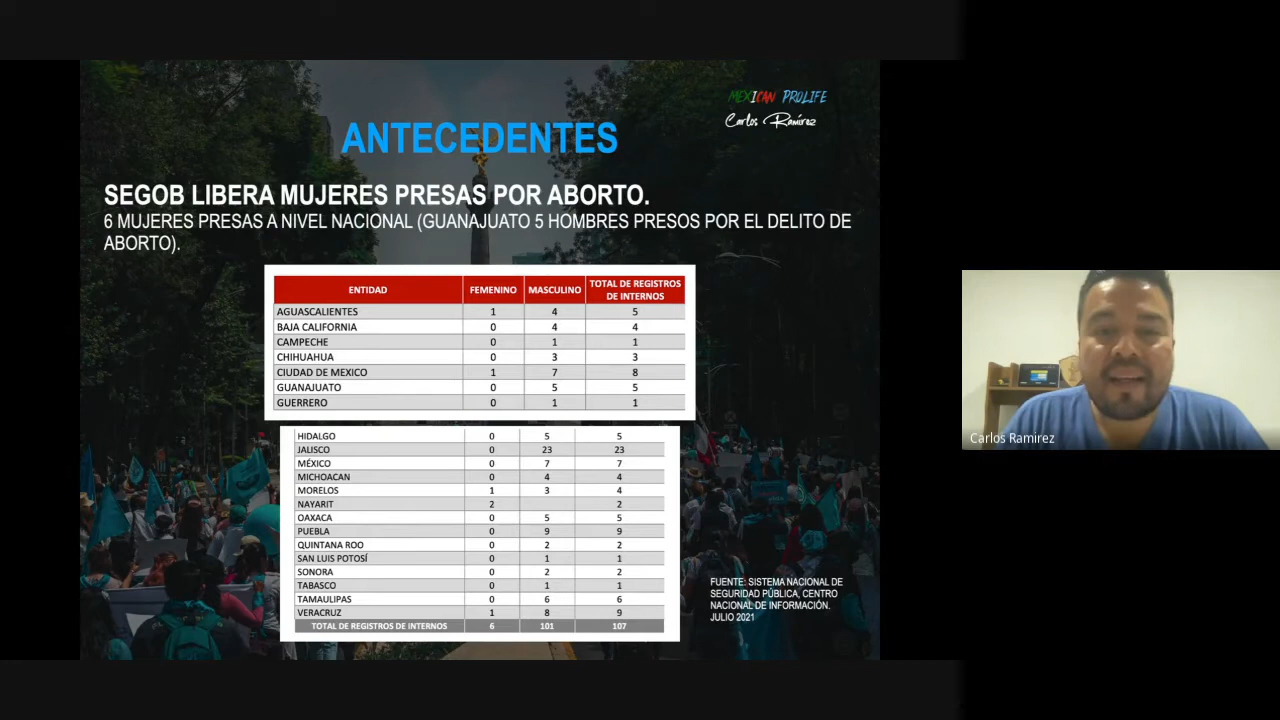 MEXICAN PROLIFE
Carlos Ramírez
ANTECEDENTES
SEGOB LIBERA MUJERES PRESAS POR ABORTO.
6 MUJERES PRESAS A NIVEL NACIONAL (GUANAJUATO 5 HOMBRES PRESOS POR EL DELITO DE
ABORTO).
ENTIDAD FEMENINO MASCULINO TOTAL DE REGISTROS DE INTERNOS
AGUASCALIENTES 1 4 5
BAJA CALIFORNIA 0 4 4
CAMPECHE 0 1 1
CHIHUAHUA 0 3 3
CIUDAD DE MEXICO 1 7 8
GUANAJUATO 0 5 5
GUERRERO 0 1 1
HIDALGO 0 5 5
JALISCO 0 23 23
MÉXICO 0 7 7
MICHOACAN 0 4 4
MORELOS 1 3 4
NAYARIT 2 2
OAXACA 0 5 5
PUEBLA 0 9 9
QUINTANA ROO 0 2 2
SAN LUIS POTOSÍ 0 1 1
SONORA 0 2 2
TABASCO 0 1 1
TAMAULIPAS 0 6 6
VERACRUZ 1 8 9
TOTAL DE REGISTROS DE INTERNOS 6 101 107
FUENTE: SISTEMA NACIONAL DE
SEGURIDAD PÚBLICA, CENTRO
NACIONAL DE INFORMACIÓN.
JULIO 2021
Carlos Ramirez